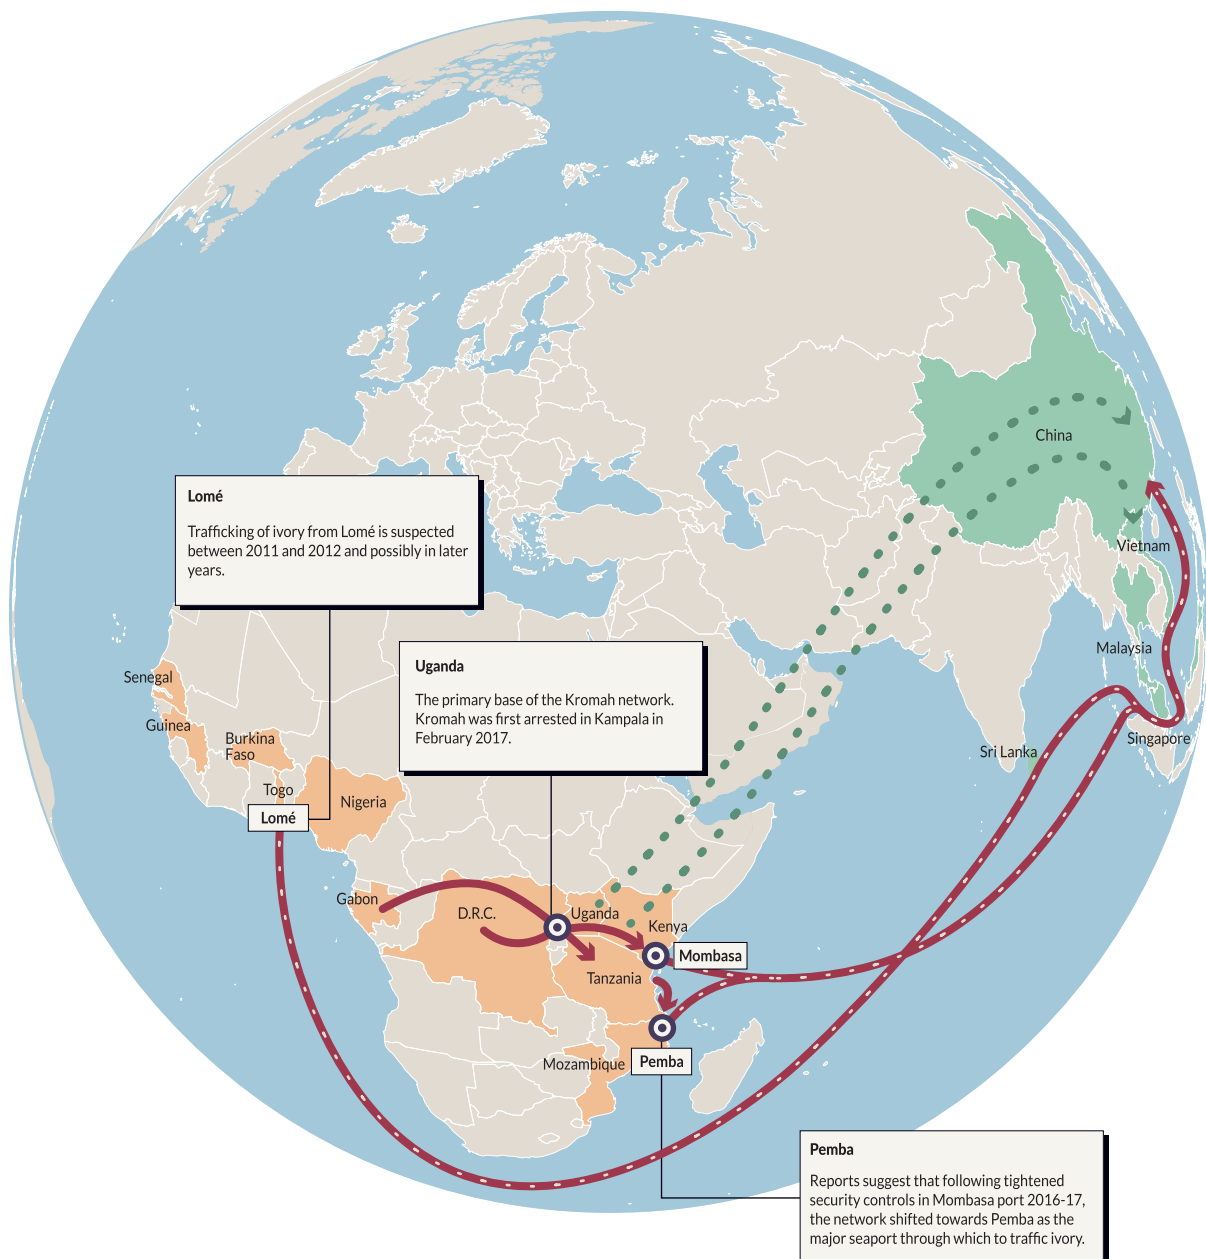 Lomé
Trafficking of ivory from Lomé is suspected
between 2011 and 2012 and possibly in later
years.
China
Vietnam
Uganda
The primary base of the Kromah network.
Kromah was first arrested in Kampala in
February 2017.
Malaysia
Senegal
Guinea
Burkina
Faso
Sri Lanka
Singapore
Togo
Nigeria
Lomé
Gabon
D.R.C.
Uganda
Kenya
Mombasa
Tanzania
Mozambique
Pemba
Pemba
Reports suggest that following tightened
security controls in Mombasa port 2016-17,
the network shifted towards Pemba as the
major seaport through which to traffic ivory.